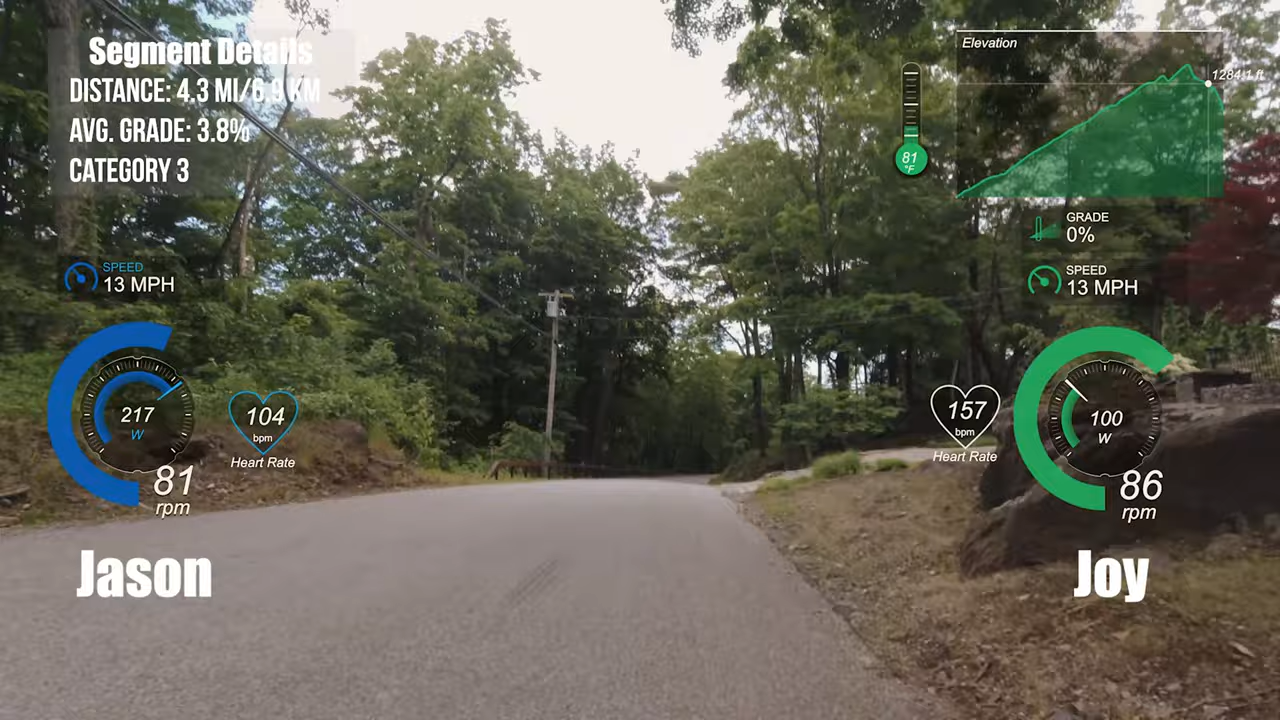 Segment Details
DISTANCE: 4.3 MI/6.9 KM
AVG. GRADE: 3.8%
CATEGORY 3
Elevation
1284.1 ft
81
°F
GRADE
0%
SPEED
13 MPH
SPEED
13 MPH
217
W
104
bpm
Heart Rate
81
rpm
Jason
157
bpm
Heart Rate
100
W
86
rpm
Joy